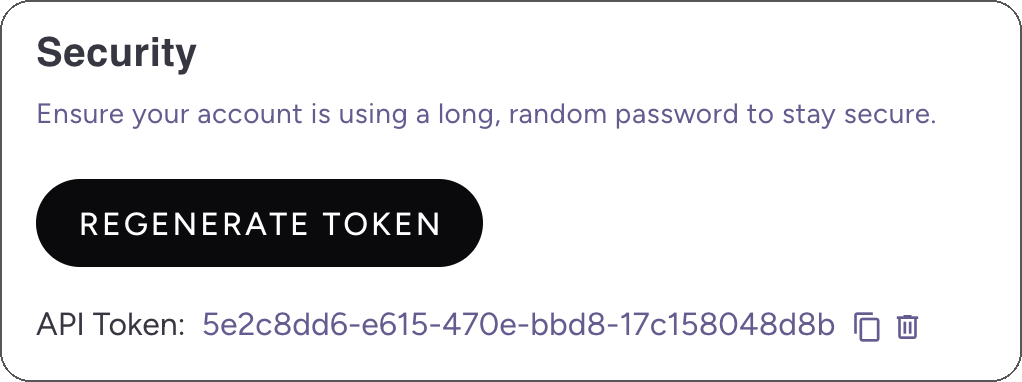 Security
Ensure your account is using a long, random password to stay secure.
REGENERATE TOKEN
API Token: 5e2c8dd6-e615-470e-bbd8-17c158048d8b